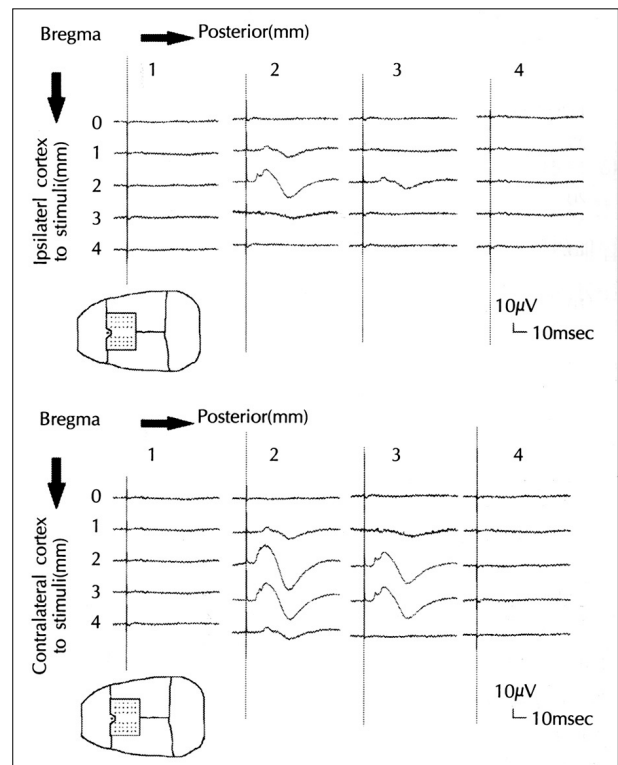 Bregma Posterior(mm)
1 2 3 4
0
1
2
3
4
Ipsilaterl cortex
to stimuli(mm)
10μV
10msec
Bregma Posterior(mm)
1 2 3 4
0
1
2
3
4
Contralateral cortex
to stimuli(mm)
10μV
10msec